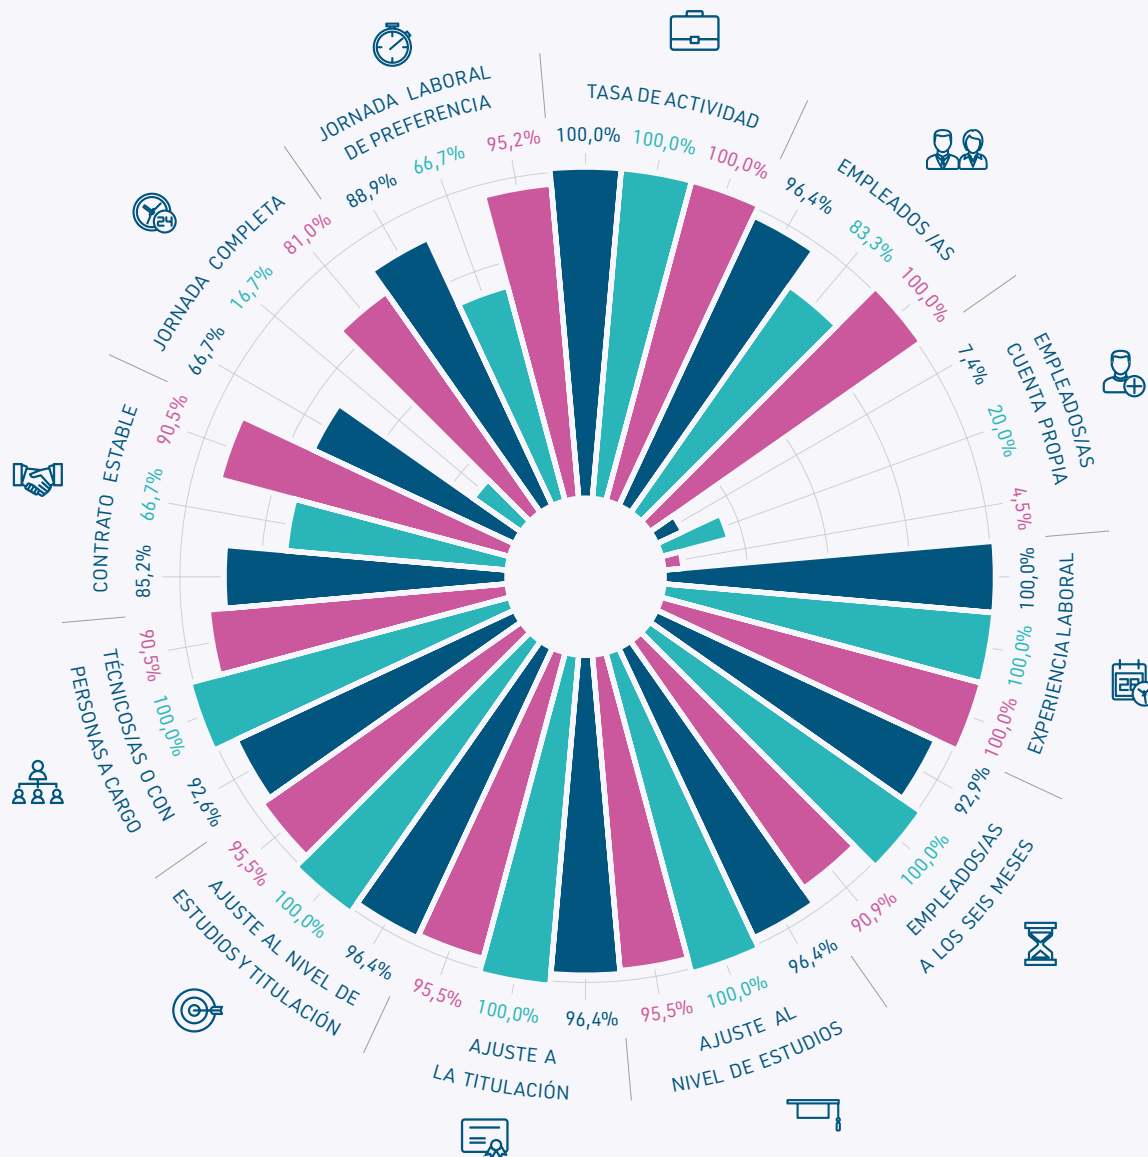 TASA DE ACTIVIDAD
100,0%
100,0%
100,0%
EMPLEADOS /AS
96,4%
83,3%
100,0%
EMPLEADOS/AS
CUENTA PROPIA
7,4%
20,0%
4,5%
EXPERIENCIA LABORAL
100,0%
100,0%
100,0%
EMPLEADOS/AS
A LOS SEIS MESES
92,9%
100,0%
90,9%
AJUSTE AL
NIVEL DE ESTUDIOS
96,4%
100,0%
95,5%
AJUSTE A
LA TITULACIÓN
96,4%
100,0%
95,5%
AJUSTE AL NIVEL DE
ESTUDIOS Y TITULACIÓN
96,4%
100,0%
95,5%
TÉCNICOS/AS O CON
PERSONAS A CARGO
92,6%
100,0%
90,5%
CONTRATO ESTABLE
85,2%
66,7%
90,5%
JORNADA COMPLETA
66,7%
16,7%
81,0%
24
JORNADA LABORAL
DE PREFERENCIA
88,9%
66,7%
95,2%